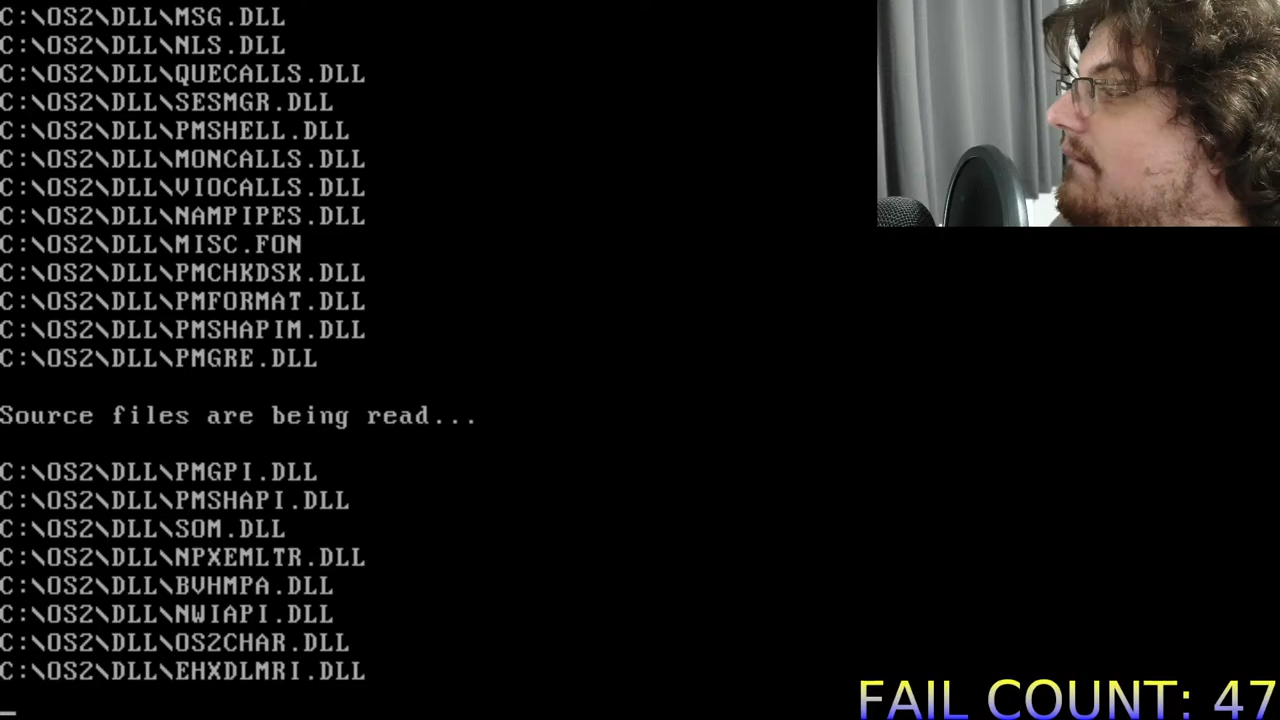 C:\OS2\DLL\MSG.DLL
C:\OS2\DLL\NLS.DLL
C:\OS2\DLL\QUECALLS.DLL
C:\OS2\DLL\SESMGR.DLL
C:\OS2\DLL\PMSHELL.DLL
C:\OS2\DLL\MONCALLS.DLL
C:\OS2\DLL\VIOCALLS.DLL
C:\OS2\DLL\NAMPIPES.DLL
C:\OS2\DLL\MISC.FON
C:\OS2\DLL\PMCHKDSK.DLL
C:\OS2\DLL\PMFORMAT.DLL
C:\OS2\DLL\PMSHAPIM.DLL
C:\OS2\DLL\PMGRE.DLL
Source files are being read...
C:\OS2\DLL\PMGPI.DLL
C:\OS2\DLL\PMSHAPI.DLL
C:\OS2\DLL\SOM.DLL
C:\OS2\DLL\NPXEMLTR.DLL
C:\OS2\DLL\BVHMPA.DLL
C:\OS2\DLL\NWIAPI.DLL
C:\OS2\DLL\OS2CHAR.DLL
C:\OS2\DLL\EHXDLMRI.DLL
FAIL COUNT: 47